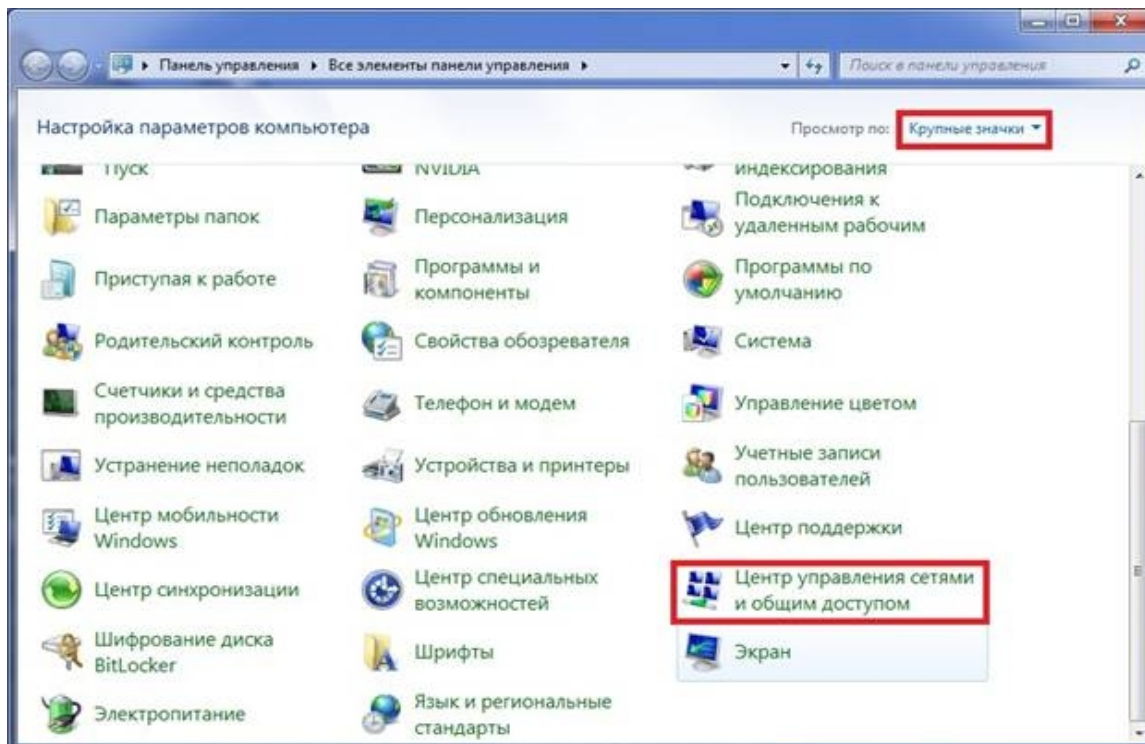 Панель управления ▸ Все элементы панели управления ▸
Поиск в панели управления
Настройка параметров компьютера
Просмотр по: Крупные значки
Пуск
NVIDIA
индексирования
Параметры папок
Персонализация
Подключения к
удаленным рабочим
Приступая к работе
Программы и
компоненты
Программы по
умолчанию
Родительский контроль
Свойства обозревателя
Система
Счетчики и средства
производительности
Телефон и модем
Управление цветом
Устранение неполадок
Устройства и принтеры
Учетные записи
пользователей
Центр мобильности
Windows
Центр обновления
Windows
Центр поддержки
Центр синхронизации
Центр специальных
возможностей
Центр управления сетями
и общим доступом
Шифрование диска
BitLocker
Шрифты
Экран
Электропитание
Язык и региональные
стандарты